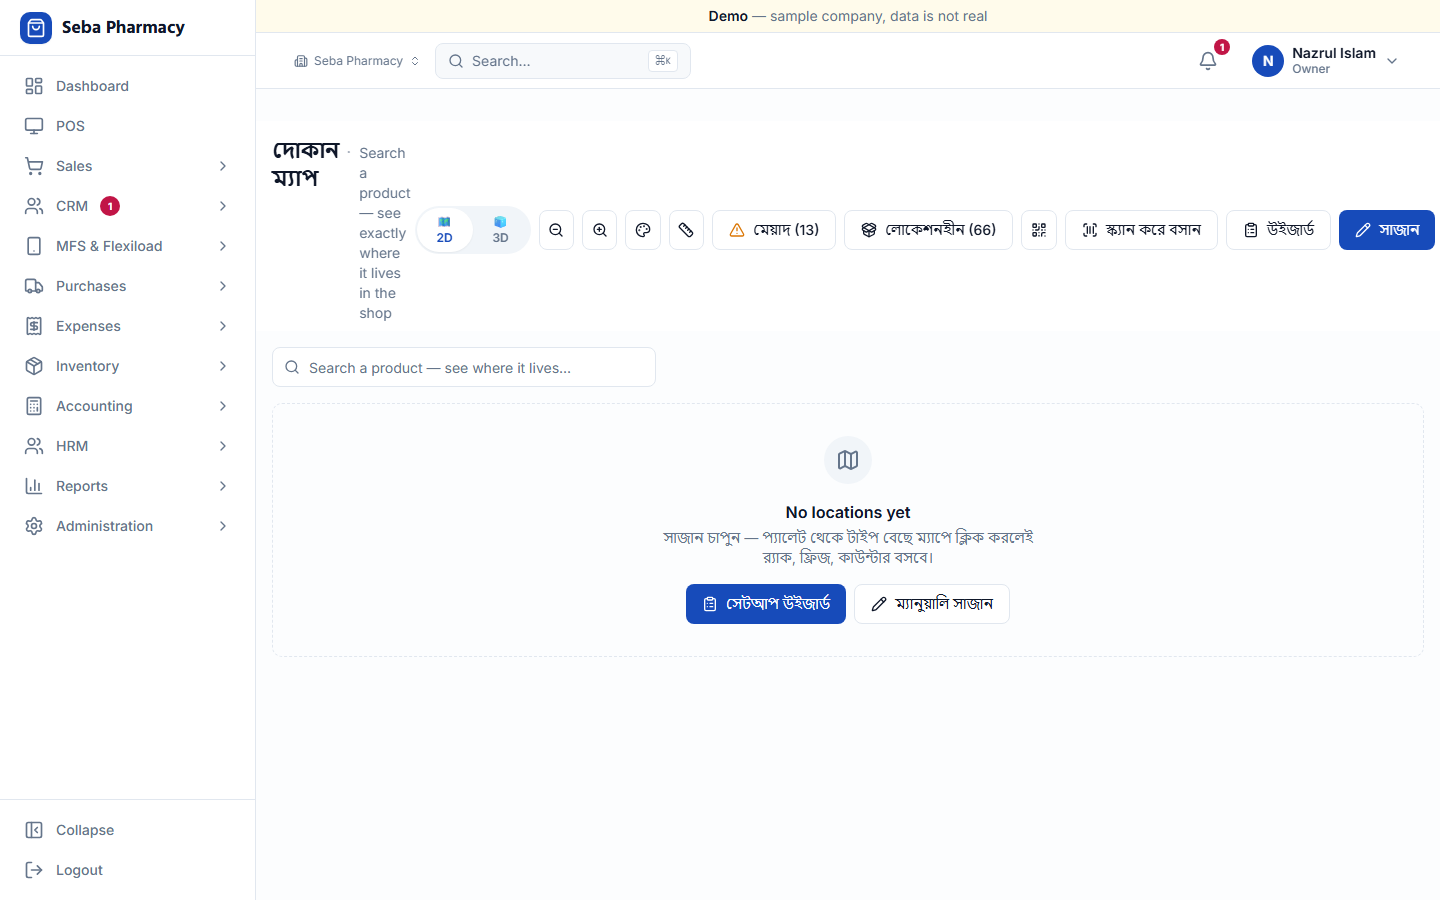 Seba Pharmacy
Dashboard
POS
Sales
CRM 1
MFS & Flexiload
Purchases
Expenses
Inventory
Accounting
HRM
Reports
Administration
Collapse
Logout
Demo — sample company, data is not real
Seba Pharmacy
Search...
⌘K
1
N
Nazrul Islam
Owner
দোকান
ম্যাপ
· Search
a
product
— see
exactly
where
it lives
in the
shop
2D
3D
মেয়াদ (13)
লোকেশনহীন (66)
স্ক্যান করে বসান
উইজার্ড
সাজান
Search a product — see where it lives...
No locations yet
সাজান চাপুন — প্যালেট থেকে টাইপ বেছে ম্যাপে ক্লিক করলেই
র‍্যাক, ফ্রিজ, কাউন্টার বসবে।
সেটআপ উইজার্ড
ম্যানুয়ালি সাজান